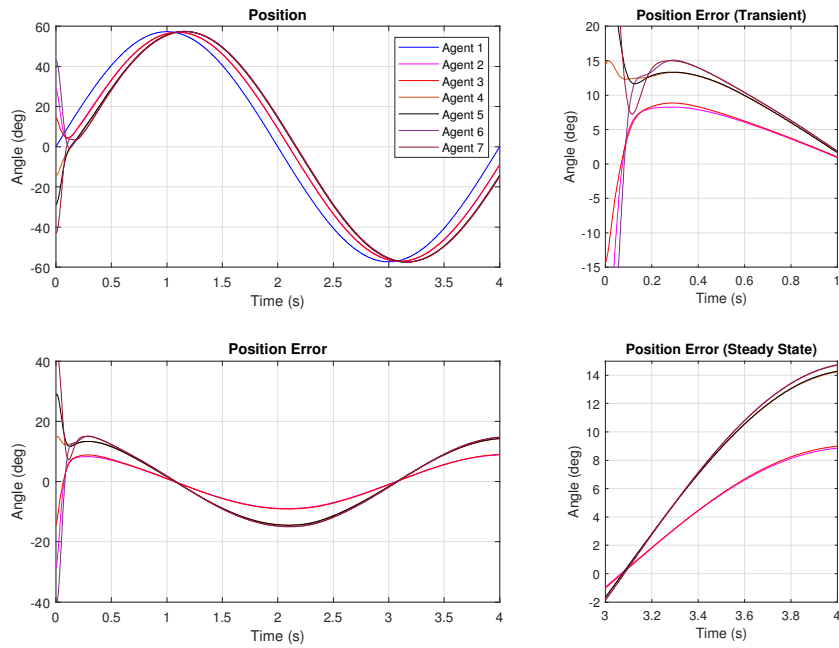 Position
Angle (deg)
60
40
20
0
-20
-40
-60
0 0.5 1 1.5 2 2.5 3 3.5 4
Time (s)
Agent 1
Agent 2
Agent 3
Agent 4
Agent 5
Agent 6
Agent 7
Position Error (Transient)
Angle (deg)
20
15
10
5
0
-5
-10
-15
0 0.2 0.4 0.6 0.8 1
Time (s)
Position Error
Angle (deg)
40
20
0
-20
-40
0 0.5 1 1.5 2 2.5 3 3.5 4
Time (s)
Position Error (Steady State)
Angle (deg)
14
12
10
8
6
4
2
0
-2
3 3.2 3.4 3.6 3.8 4
Time (s)